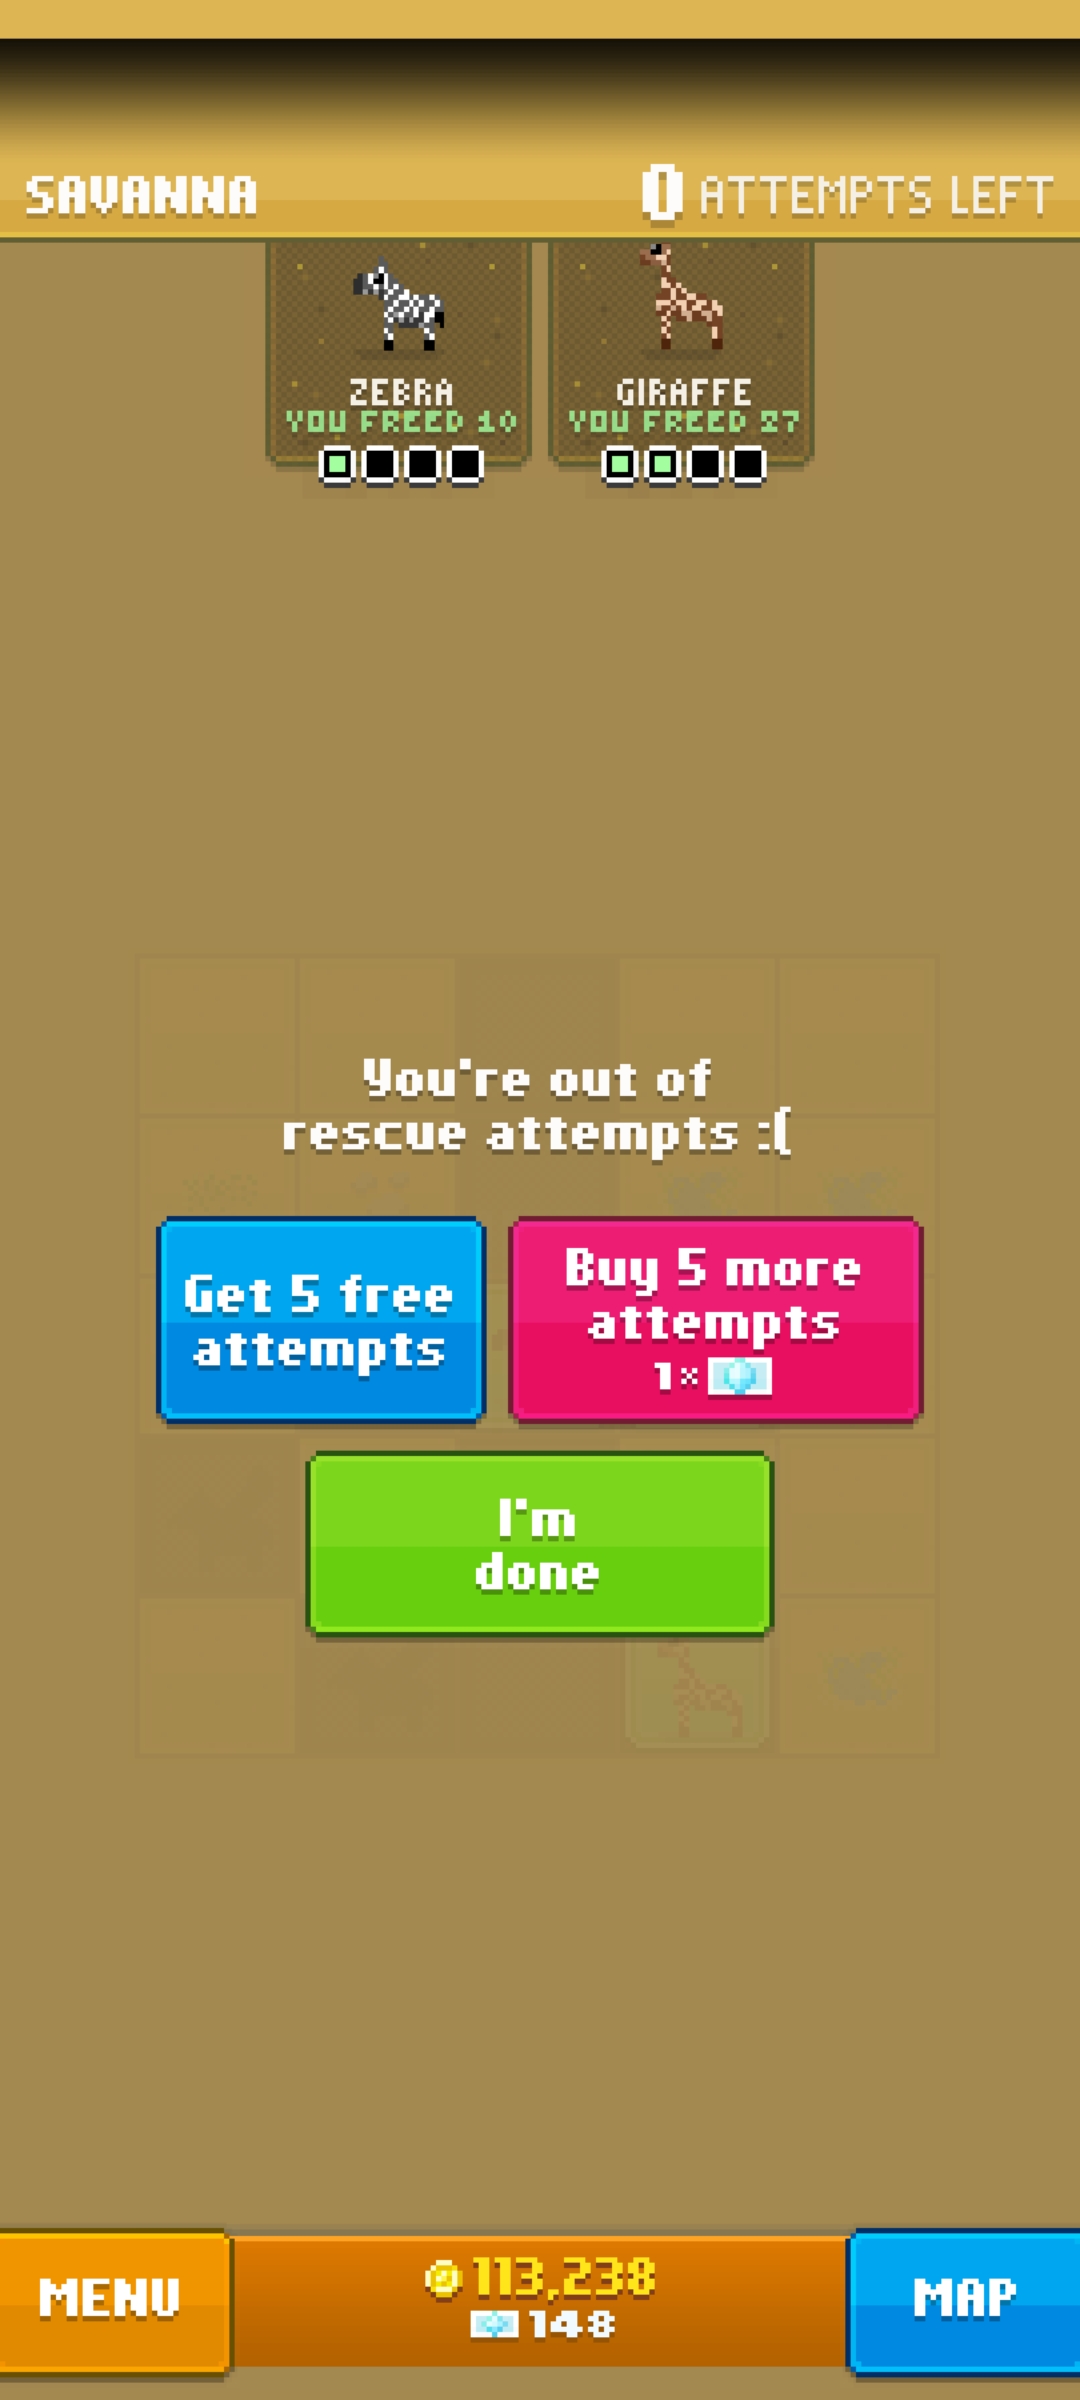 SAVANNA
0 ATTEMPTS LEFT
ZEBRA
YOU FREED 10
GIRAFFE
YOU FREED 27
You're out of
rescue attempts :(
Get 5 free
attempts
Buy 5 more
attempts
1×
I'm
done
MENU
113,238
148
MAP